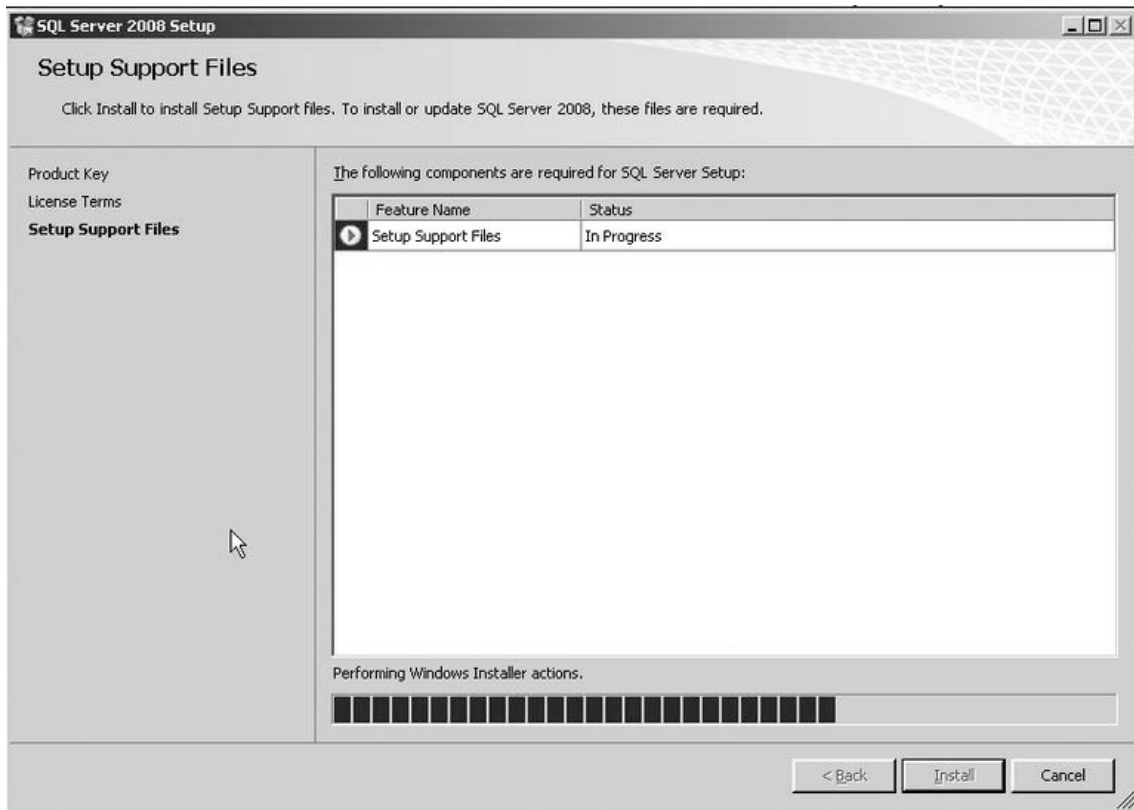 SQL Server 2008 Setup
Setup Support Files
Click Install to install Setup Support files. To install or update SQL Server 2008, these files are required.
Product Key
License Terms
Setup Support Files
The following components are required for SQL Server Setup:
Feature Name Status
Setup Support Files In Progress
Performing Windows Installer actions.
< Back Install Cancel